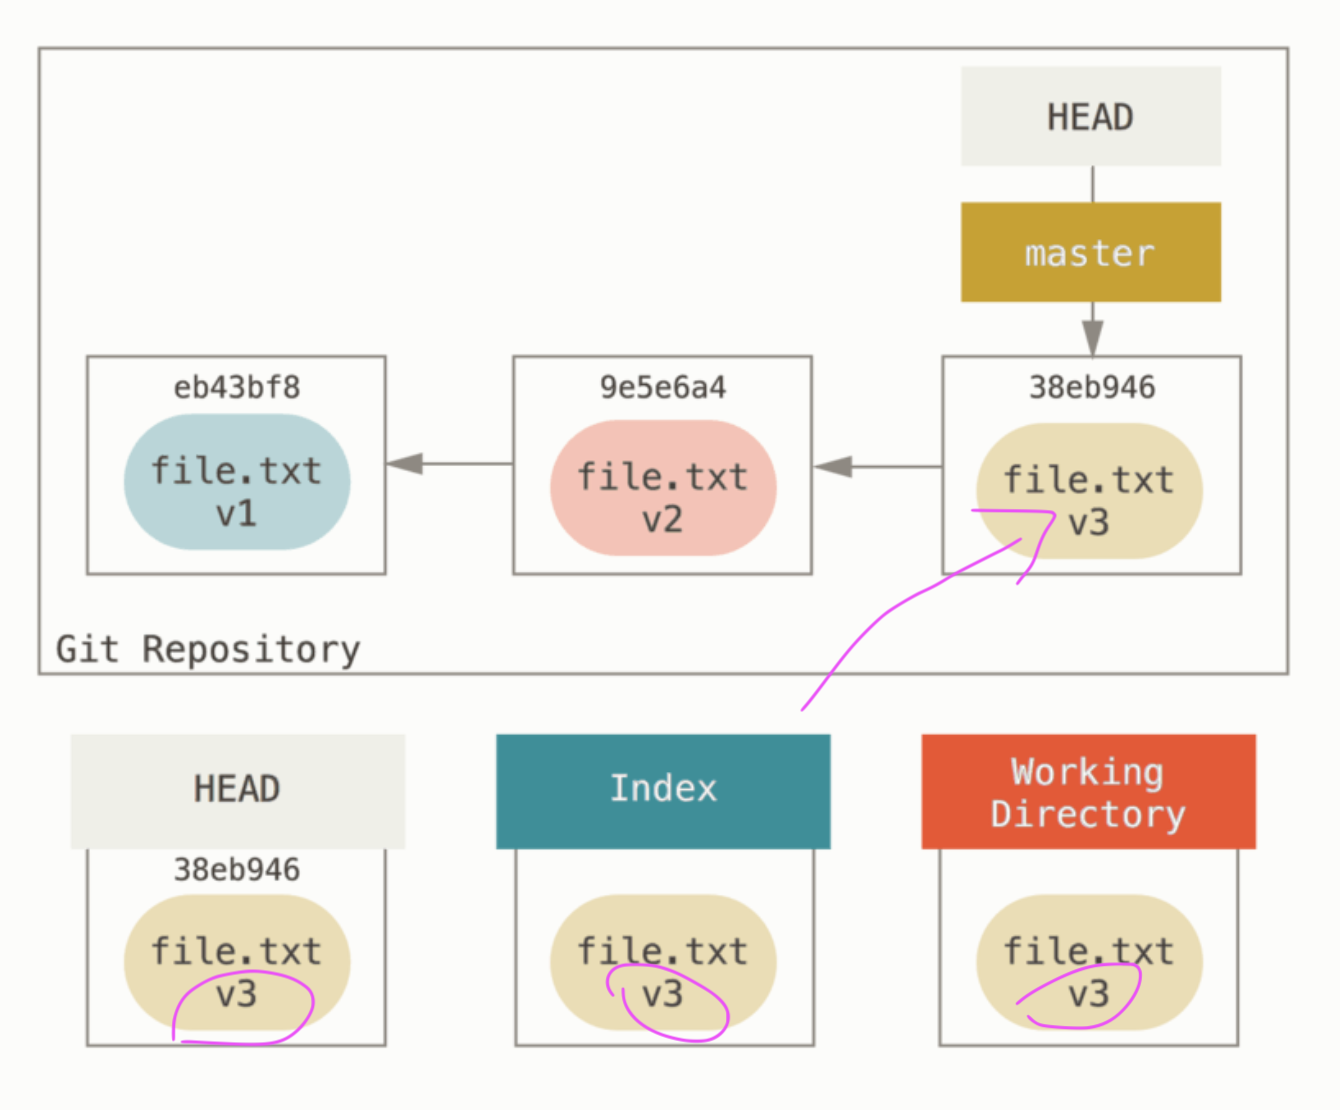 HEAD
master
eb43bf8
file.txt
v1
9e5e6a4
file.txt
v2
38eb946
file.txt
v3
Git Repository
HEAD
38eb946
file.txt
v3
Index
file.txt
v3
Working
Directory
file.txt
v3